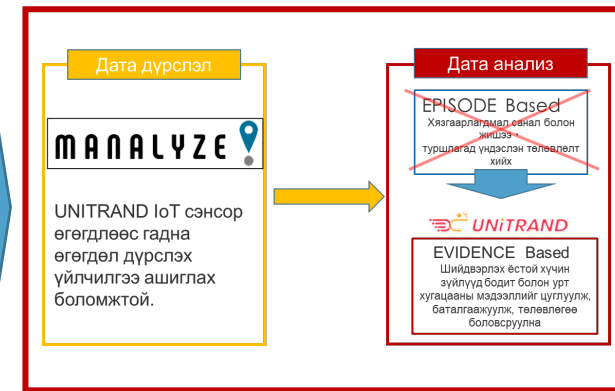 Дата дүрслэл
MANALYZE
UNITRAND IoT сэнсор
өгөгдлөөс гадна
өгөгдөл дүрслэх
үйлчилгээ ашиглах
боломжтой.
Дата анализ
EPISODE Based
Хязгаарлагдмал санал болон
жишээ・
туршлагад үндэслэн төлөвлөлт
хийх
UNiTRAND
EVIDENCE Based
Шийдвэрлэх ёстой хүчин
зүйлүүд бодит болон урт
хугацааны мэдээллийг цуглуулж,
баталгаажуулж, төлөвлөгөө
боловсруулна